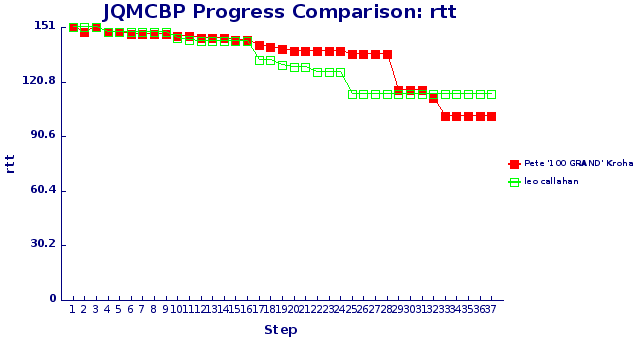 JQMCBP Progress Comparison: rtt
151
120.8
90.6
60.4
30.2
0
rtt
1 2 3 4 5 6 7 8 9 10 11 12 13 14 15 16 17 18 19 20 21 22 23 24 25 26 27 28 29 30 31 32 33 34 35 36 37
Step
Pete '100 GRAND' Kroha
leo callahan